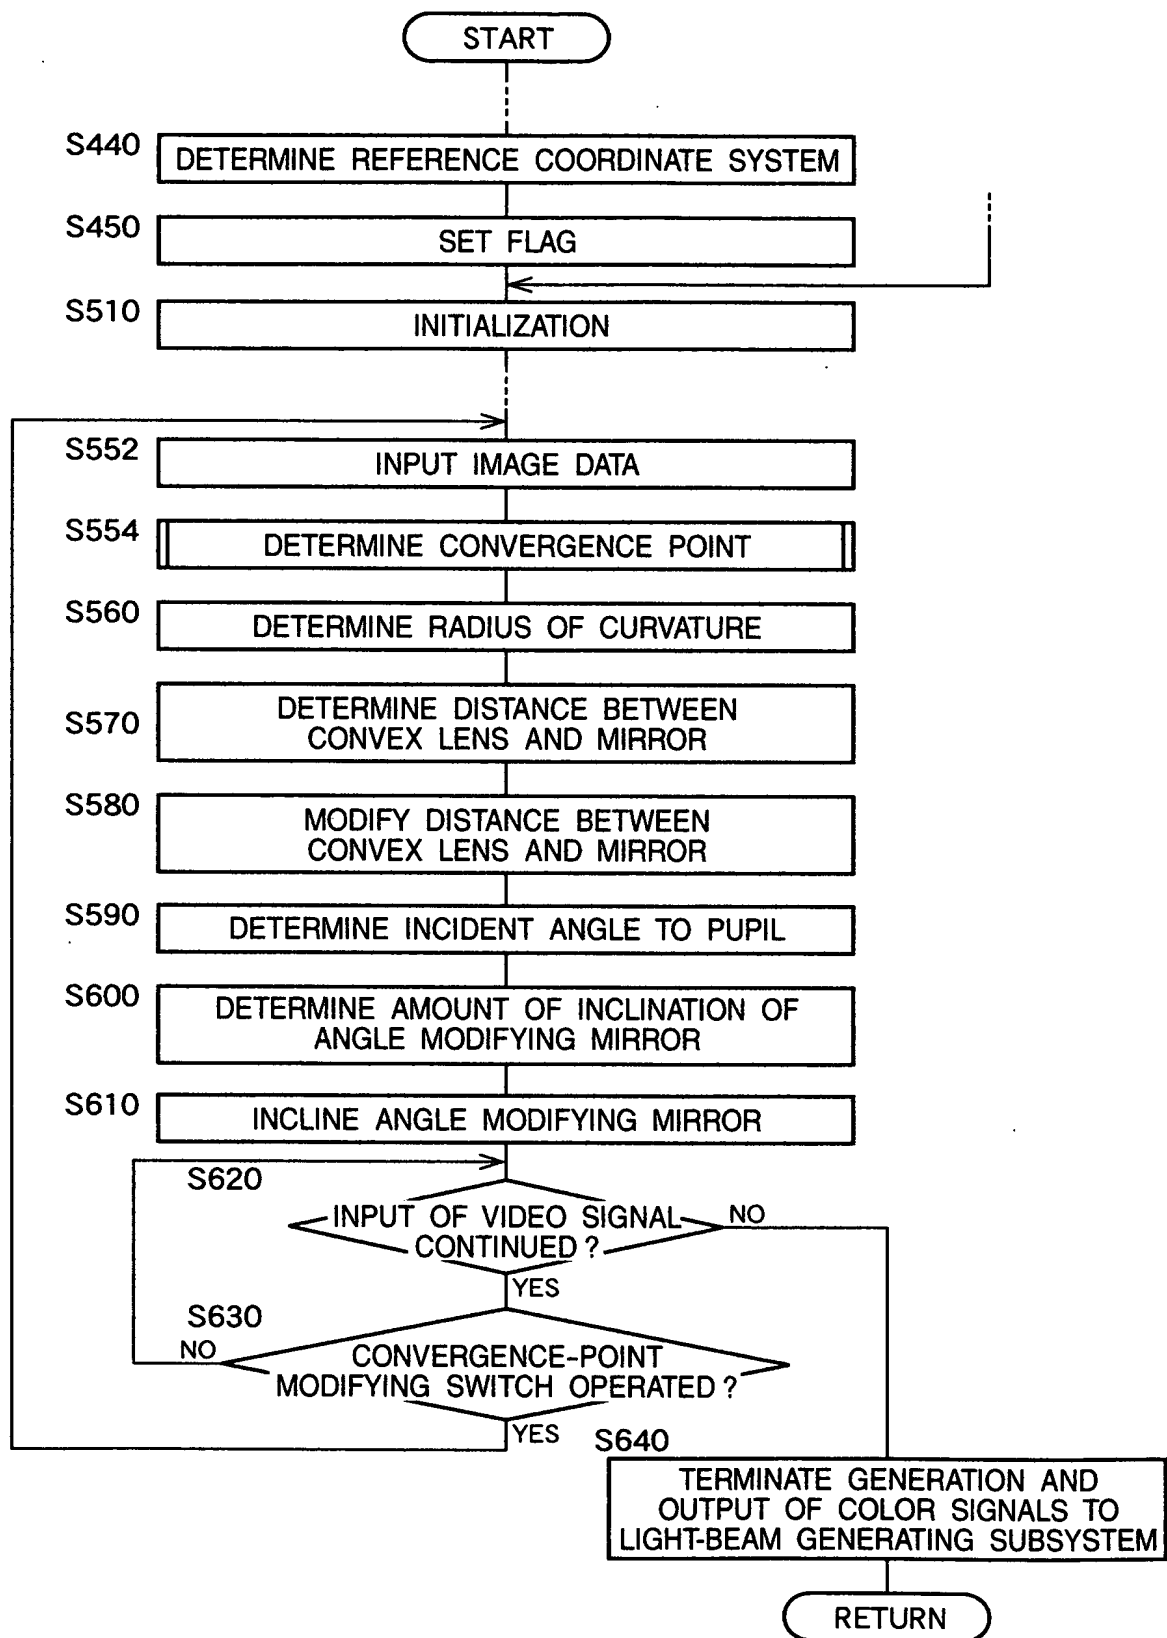 START
S440
DETERMINE REFERENCE COORDINATE SYSTEM
S450
SET FLAG
S510
INITIALIZATION
S552
INPUT IMAGE DATA
S554
DETERMINE CONVERGENCE POINT
S560
DETERMINE RADIUS OF CURVATURE
S570
DETERMINE DISTANCE BETWEEN
CONVEX LENS AND MIRROR
S580
MODIFY DISTANCE BETWEEN
CONVEX LENS AND MIRROR
S590
DETERMINE INCIDENT ANGLE TO PUPIL
S600
DETERMINE AMOUNT OF INCLINATION OF
ANGLE MODIFYING MIRROR
S610
INCLINE ANGLE MODIFYING MIRROR
S620
INPUT OF VIDEO SIGNAL
CONTINUED ?
NO
YES
S630
NO
CONVERGENCE-POINT
MODIFYING SWITCH OPERATED ?
YES
S640
TERMINATE GENERATION AND
OUTPUT OF COLOR SIGNALS TO
LIGHT-BEAM GENERATING SUBSYSTEM
RETURN